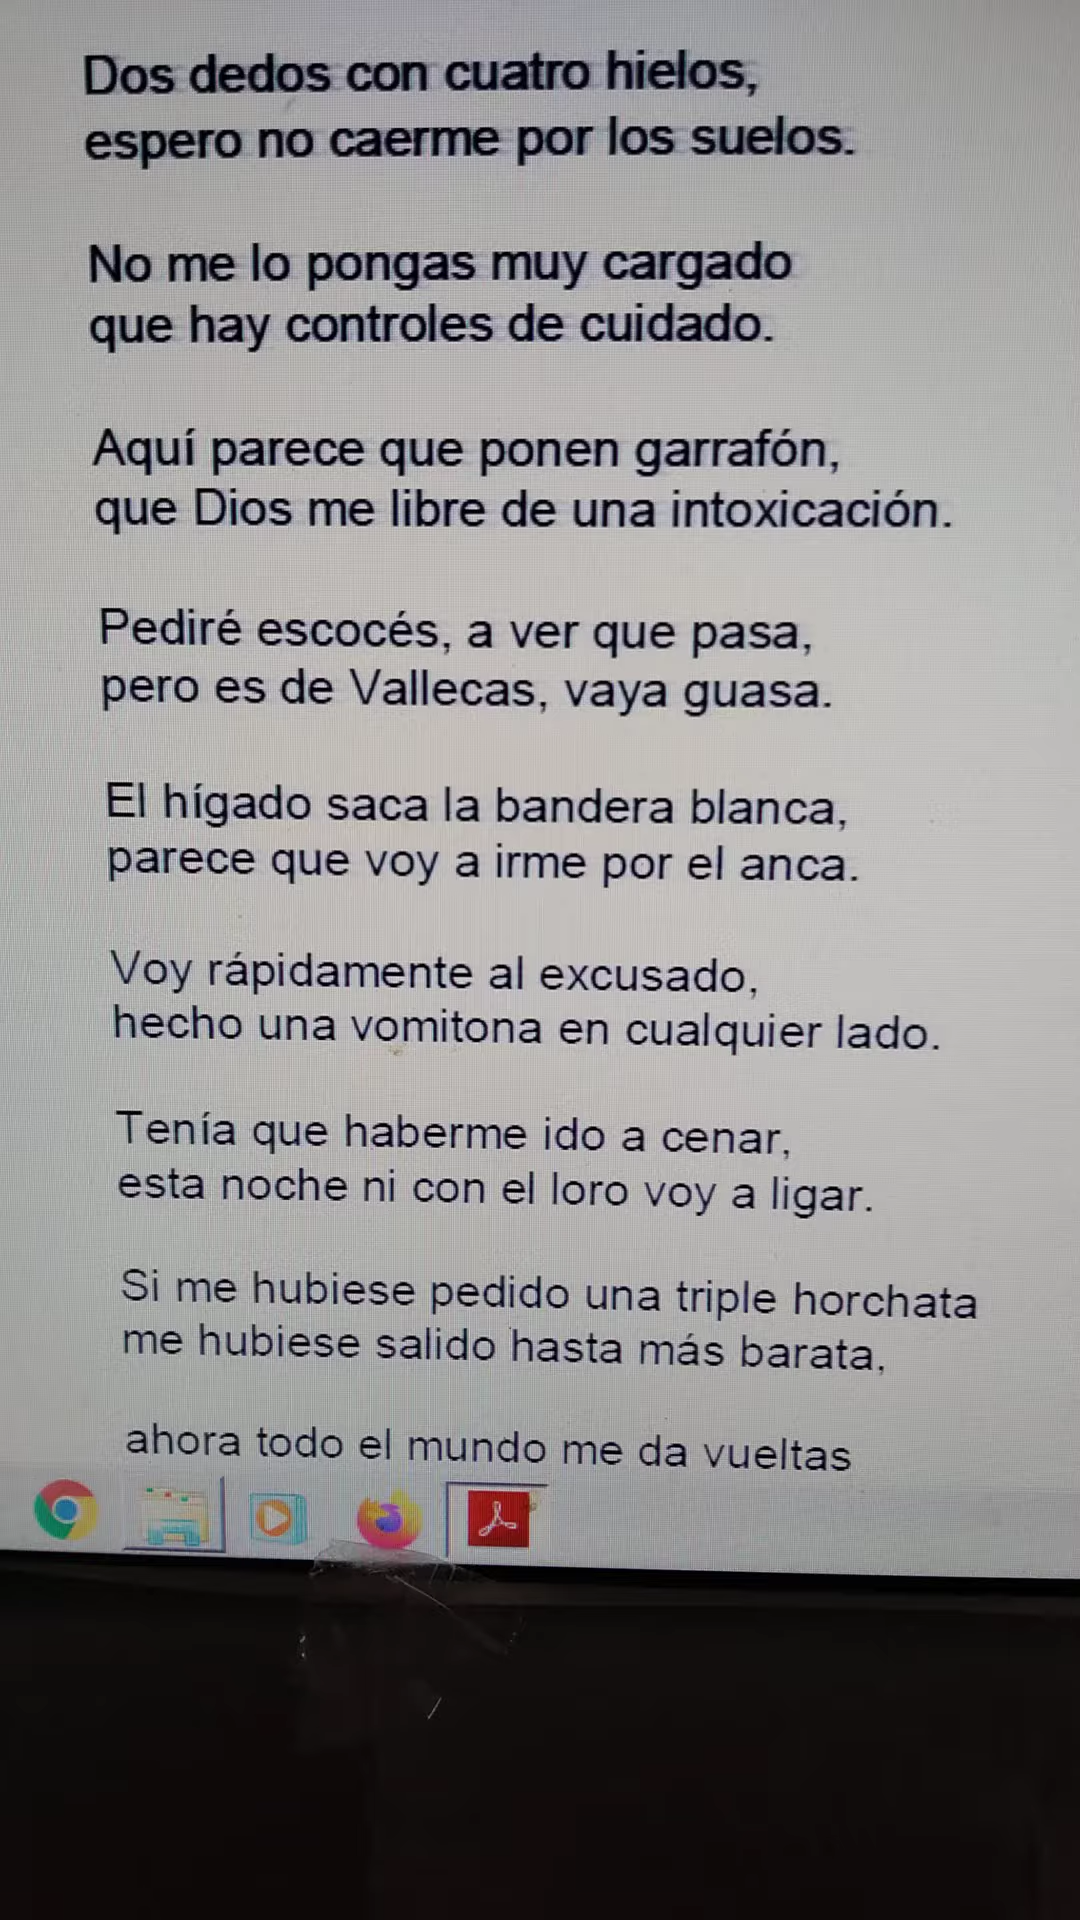 Dos dedos con cuatro hielos,
espero no caerme por los suelos.
No me lo pongas muy cargado
que hay controles de cuidado.
Aquí parece que ponen garrafón,
que Dios me libre de una intoxicación.
Pediré escocés, a ver que pasa,
pero es de Vallecas, vaya guasa.
El hígado saca la bandera blanca,
parece que voy a irme por el anca.
Voy rápidamente al excusado,
hecho una vomitona en cualquier lado.
Tenía que haberme ido a cenar,
esta noche ni con el loro voy a ligar.
Si me hubiese pedido una triple horchata
me hubiese salido hasta más barata,
ahora todo el mundo me da vueltas